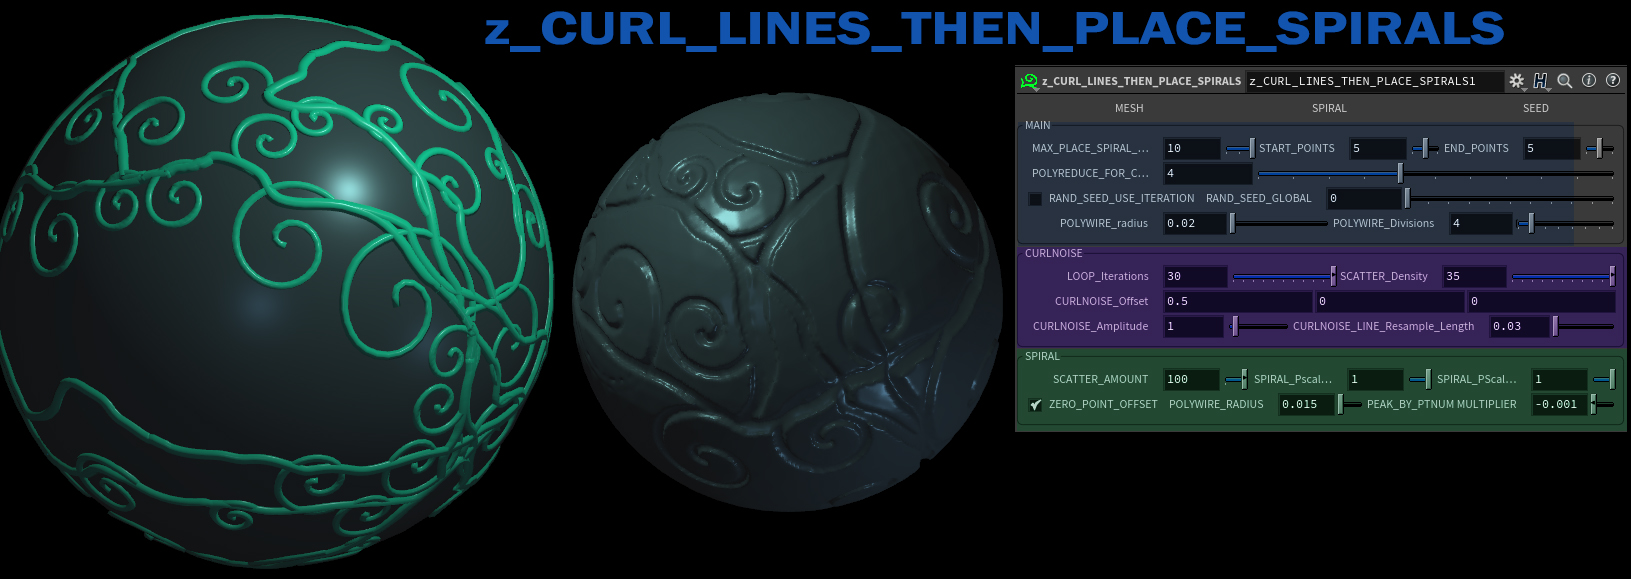 z_CURL_LINES_THEN_PLACE_SPIRALS
z_CURL_LINES_THEN_PLACE_SPIRALS z_CURL_LINES_THEN_PLACE_SPIRALS1
MESH SPIRAL SEED
MAIN
MAX_PLACE_SPIRAL_... 10 START_POINTS 5 END_POINTS 5
POLYREDUCE_FOR_C... 4
RAND_SEED_USE_ITERATION RAND_SEED_GLOBAL 0
POLYWIRE_radius 0.02 POLYWIRE_Divisions 4
CURLNOISE
LOOP_Iterations 30 SCATTER_Density 35
CURLNOISE_Offset 0.5 0 0
CURLNOISE_Amplitude 1 CURLNOISE_LINE_Resample_Length 0.03
SPIRAL
SCATTER_AMOUNT 100 SPIRAL_Pscal... 1 SPIRAL_PScal... 1
ZERO_POINT_OFFSET POLYWIRE_RADIUS 0.015 PEAK_BY_PTNUM MULTIPLIER -0.001